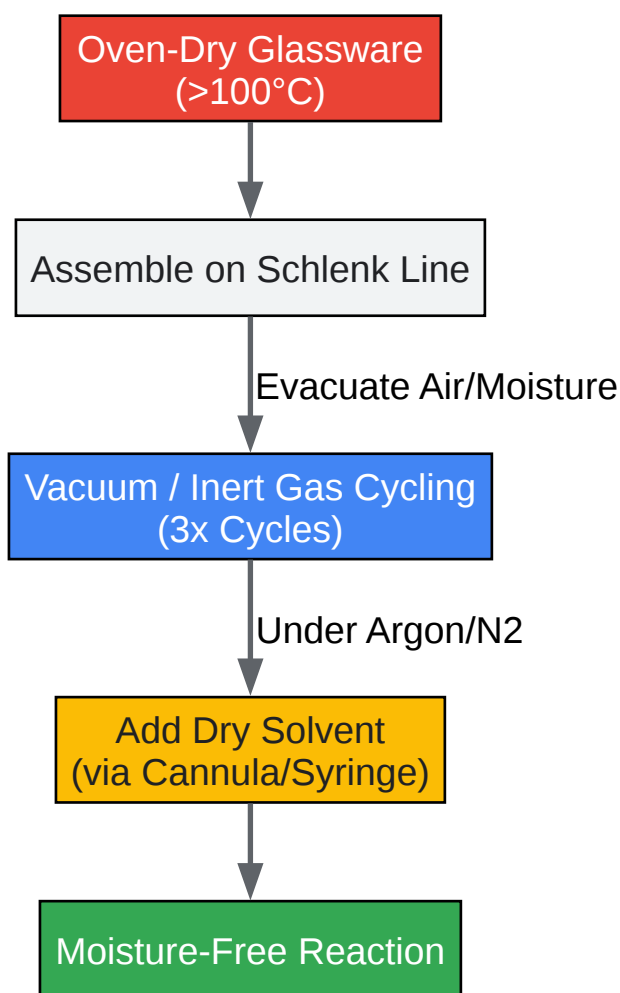 Oven-Dry Glassware
(>100°C)
Assemble on Schlenk Line
Evacuate Air/Moisture
Vacuum / Inert Gas Cycling
(3x Cycles)
Under Argon/N2
Add Dry Solvent
(via Cannula/Syringe)
Moisture-Free Reaction